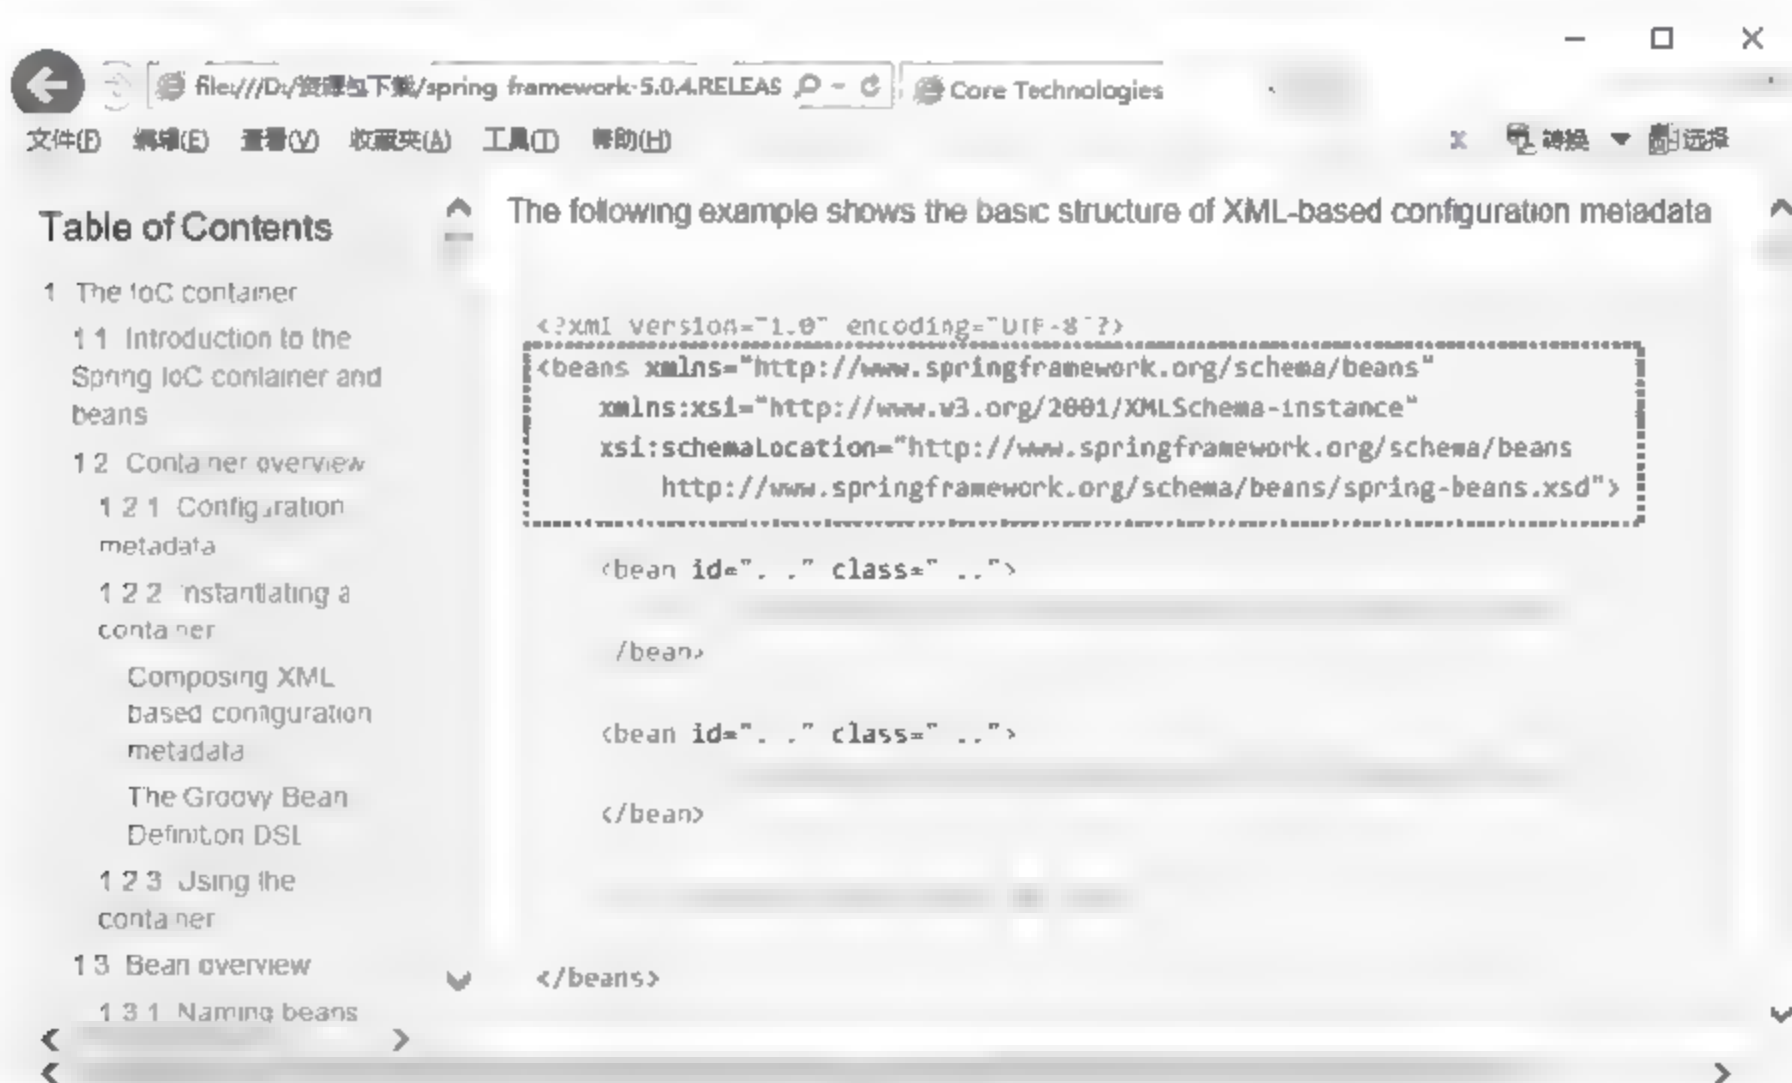 file:///D:/资源包下载/spring-framework-5.0.4.RELEAS
Core Technologies
文件(F) 编辑(E) 查看(V) 收藏夹(A) 工具(T) 帮助(H)
x 转换 选择
Table of Contents
1 The IoC container
1 1 Introduction to the
Spring IoC container and
beans
1 2 Container overview
1 2 1 Configuration
metadata
1 2 2 Instantiating a
container
Composing XML
based configuration
metadata
The Groovy Bean
Definition DSL
1 2 3 Using the
container
1 3 Bean overview
1 3 1 Naming beans
The following example shows the basic structure of XML-based configuration metadata
<?xml version="1.0" encoding="UTF-8"?>
<beans xmlns="http://www.springframework.org/schema/beans"
xmlns:xsi="http://www.w3.org/2001/XMLSchema-instance"
xsi:schemaLocation="http://www.springframework.org/schema/beans
http://www.springframework.org/schema/beans/spring-beans.xsd">
<bean id="..." class="...">
</bean>
<bean id="..." class="...">
</bean>
</beans>